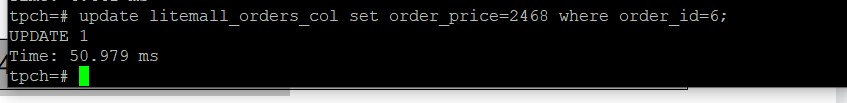 tpch=# update litemall_orders_col set order_price=2468 where order_id=6;
UPDATE 1
Time: 50.979 ms
tpch=#